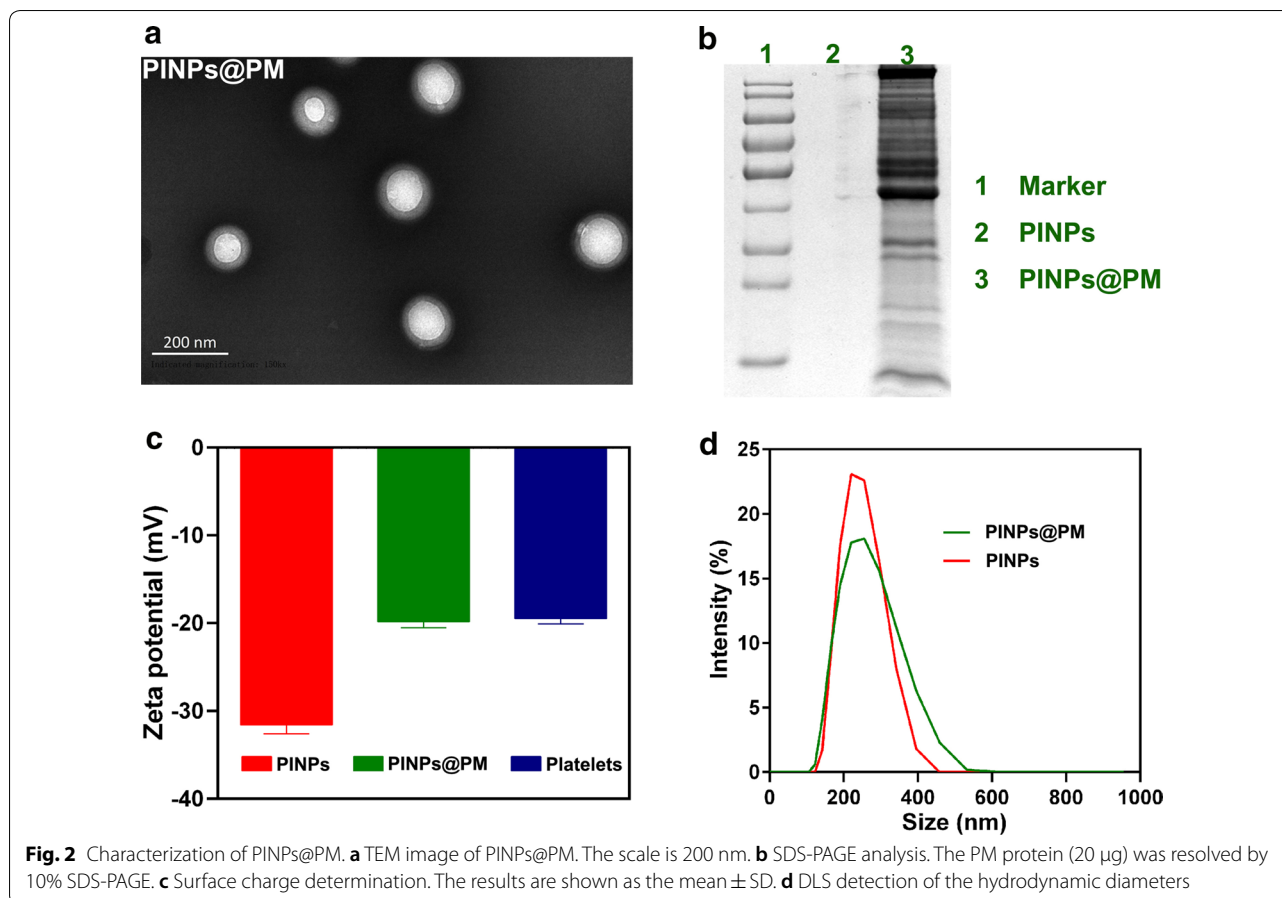 a
PINPs@PM
200 nm
Indicated magnification: 150kx
b
1 2 3
1 Marker
2 PINPs
3 PINPs@PM
c
Zeta potential (mV)
0
-10
-20
-30
-40
PINPs PINPs@PM Platelets
d
Intensity (%)
25
20
15
10
5
0
PINPs@PM
PINPs
0 200 400 600 800 1000
Size (nm)
Fig. 2 Characterization of PINPs@PM. a TEM image of PINPs@PM. The scale is 200 nm. b SDS-PAGE analysis. The PM protein (20 μg) was resolved by
10% SDS-PAGE. c Surface charge determination. The results are shown as the mean ± SD. d DLS detection of the hydrodynamic diameters